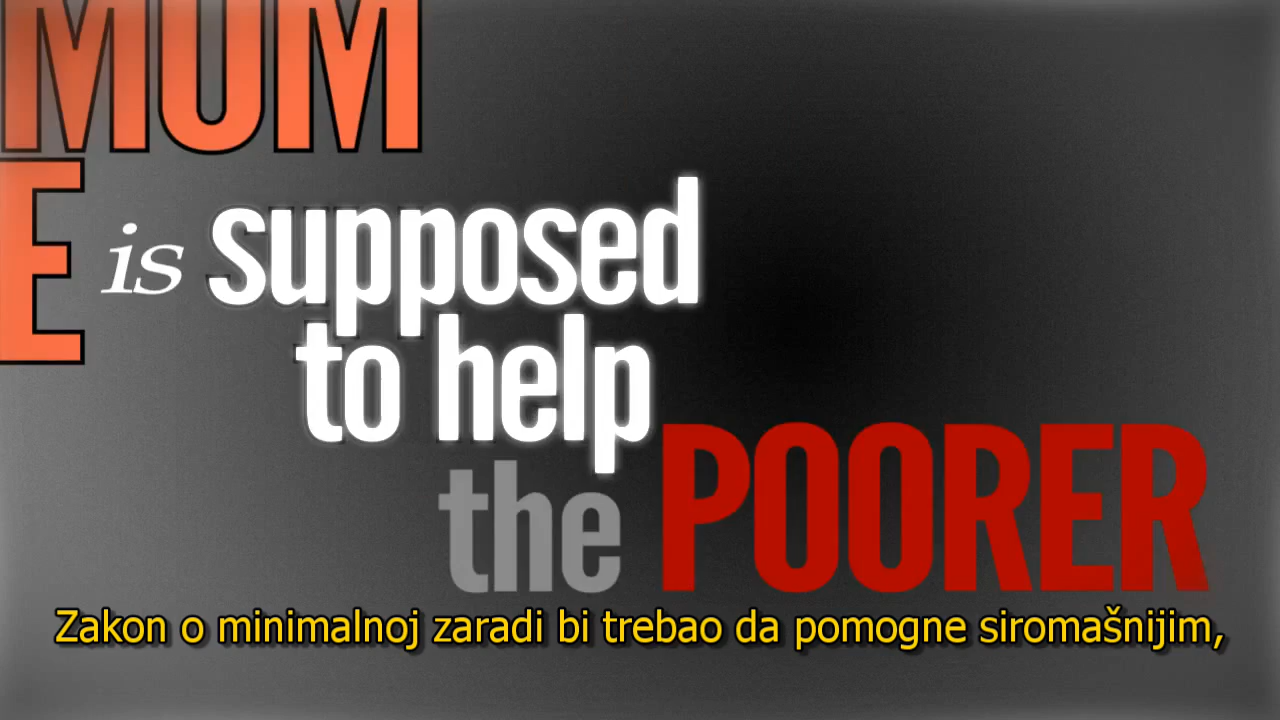 MUM
E is supposed
to help
the POORER
Zakon o minimalnoj zaradi bi trebao da pomogne siromašnijim,